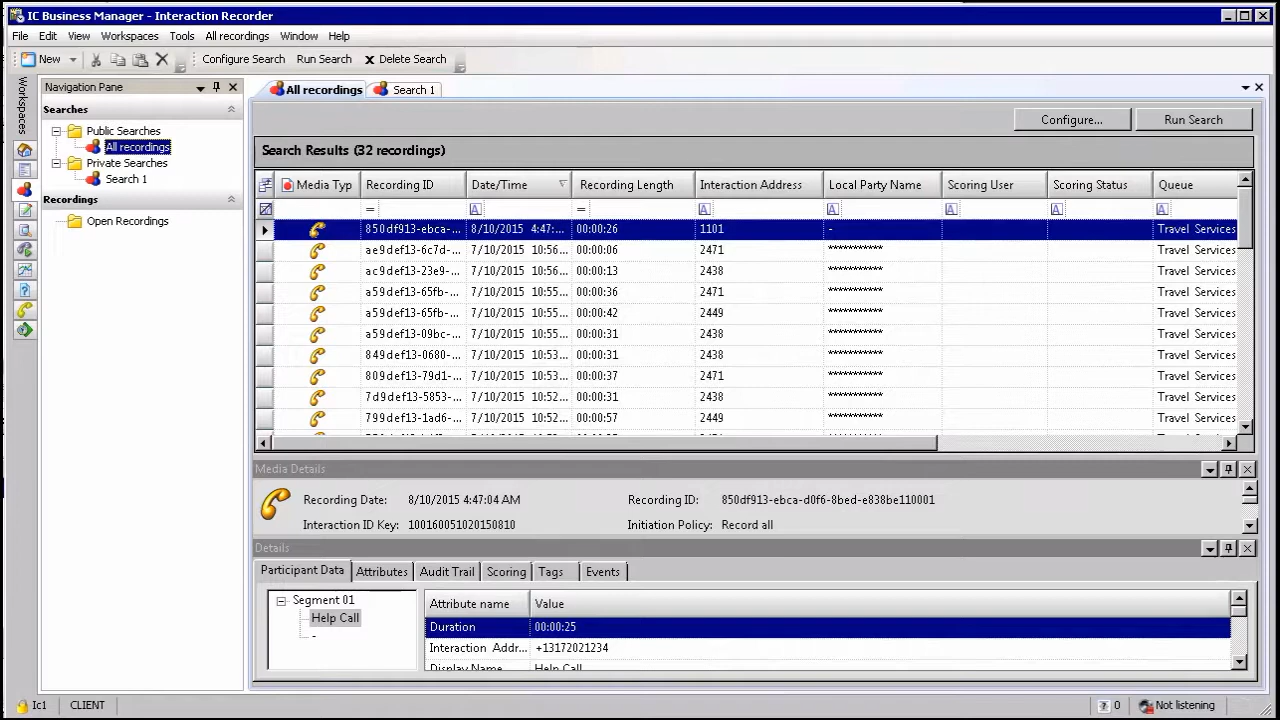 IC Business Manager - Interaction Recorder
File Edit View Workspaces Tools All recordings Window Help
New Configure Search Run Search Delete Search
Workspaces
Navigation Pane
Searches
Public Searches
All recordings
Private Searches
Search 1
Recordings
Open Recordings
All recordings Search 1
Configure... Run Search
Search Results (32 recordings)
Media Typ Recording ID Date/Time Recording Length Interaction Address Local Party Name Scoring User Scoring Status Queue
= A = A A A A A
850df913-ebca-... 8/10/2015 4:47:... 00:00:26 1101 - Travel Services
ae9def13-6c7d-... 7/10/2015 10:56... 00:00:06 2471 *********** Travel Services
ac9def13-23e9-... 7/10/2015 10:56... 00:00:13 2438 *********** Travel Services
a59def13-65fb-... 7/10/2015 10:55... 00:00:36 2471 *********** Travel Services
a59def13-65fb-... 7/10/2015 10:55... 00:00:42 2449 *********** Travel Services
a59def13-09bc-... 7/10/2015 10:55... 00:00:31 2438 *********** Travel Services
849def13-0680-... 7/10/2015 10:53... 00:00:31 2438 *********** Travel Services
809def13-79d1-... 7/10/2015 10:53... 00:00:37 2471 *********** Travel Services
7d9def13-5853-... 7/10/2015 10:52... 00:00:31 2438 *********** Travel Services
799def13-1ad6-... 7/10/2015 10:52... 00:00:57 2449 *********** Travel Services
Media Details
Recording Date: 8/10/2015 4:47:04 AM Recording ID: 850df913-ebca-d0f6-8bed-e838be110001
Interaction ID Key: 100160051020150810 Initiation Policy: Record all
Details
Participant Data Attributes Audit Trail Scoring Tags Events
Segment 01
Help Call
-
Attribute name Value
Duration 00:00:25
Interaction Addr... +13172021234
Display Name Help Call
Ic1 CLIENT 0 Not listening